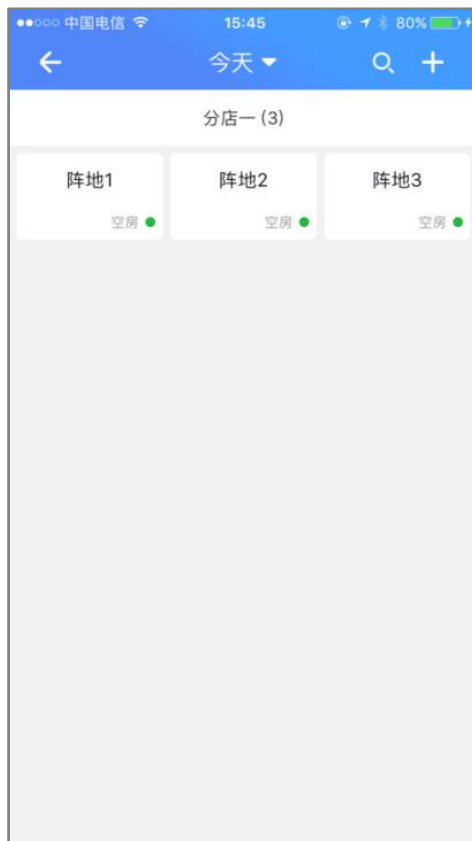 中国电信 15:45 80%
今天
分店一 (3)
阵地1 阵地2 阵地3
空房 空房 空房